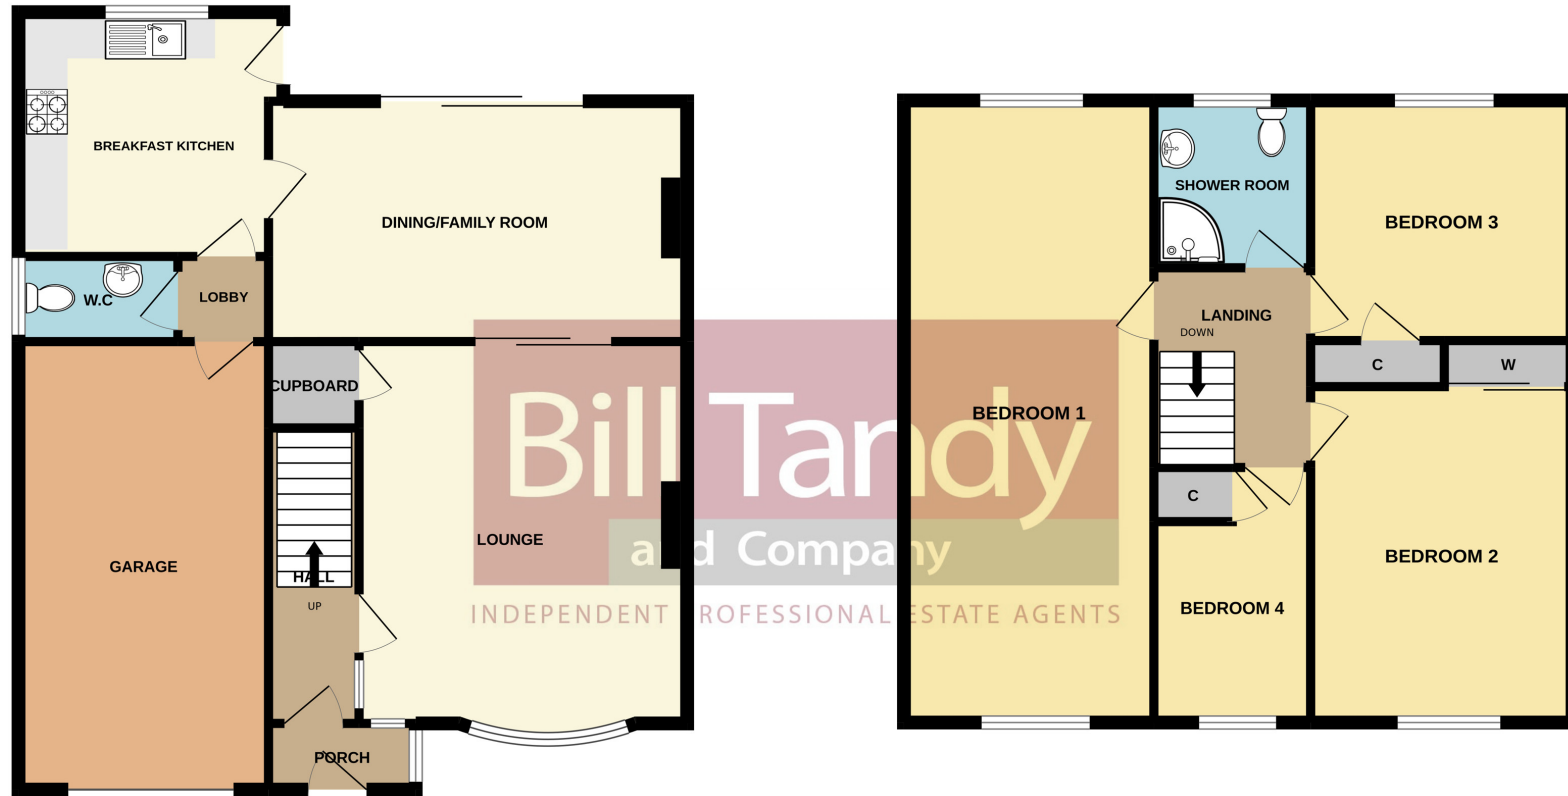 BREAKFAST KITCHEN
DINING/FAMILY ROOM
W.C
LOBBY
CUPBOARD
GARAGE
LOUNGE
HALL
UP
PORCH
SHOWER ROOM
BEDROOM 3
LANDING
DOWN
C
W
BEDROOM 1
C
BEDROOM 2
BEDROOM 4
Bill Tandy
and Company
INDEPENDENT PROFESSIONAL ESTATE AGENTS